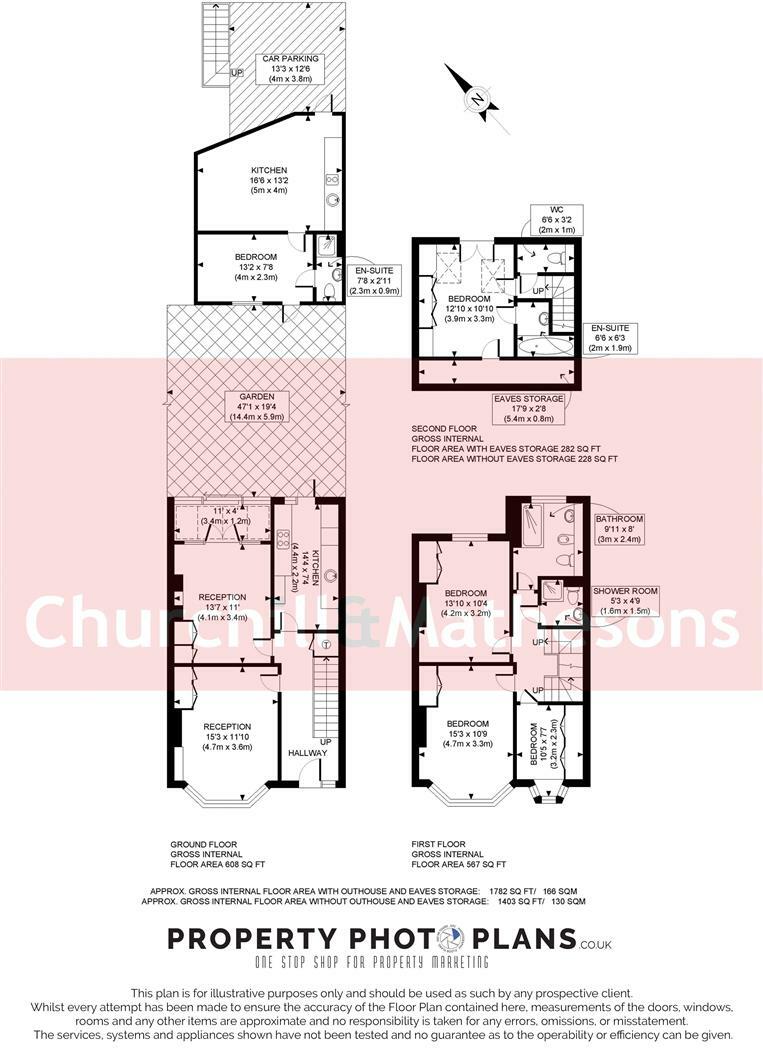 CAR PARKING
13'3 x 12'6
(4m x 3.8m)
UP
N
KITCHEN
16'6 x 13'2
(5m x 4m)
BEDROOM
13'2 x 7'8
(4m x 2.3m)
EN-SUITE
7'8 x 2'11
(2.3m x 0.9m)
WC
6'6 x 3'2
(2m x 1m)
UP
BEDROOM
12'10 x 10'10
(3.9m x 3.3m)
EN-SUITE
6'6 x 6'3
(2m x 1.9m)
EAVES STORAGE
17'9 x 2'8
(5.4m x 0.8m)
SECOND FLOOR
GROSS INTERNAL
FLOOR AREA WITH EAVES STORAGE 282 SQ FT
FLOOR AREA WITHOUT EAVES STORAGE 228 SQ FT
GARDEN
47'1 x 19'4
(14.4m x 5.9m)
11' x 4'
(3.4m x 1.2m)
KITCHEN
14'4 x 7'4
(4.4m x 2.2m)
RECEPTION
13'7 x 11'
(4.1m x 3.4m)
T
RECEPTION
15'3 x 11'10
(4.7m x 3.6m)
UP
HALLWAY
BATHROOM
9'11 x 8'
(3m x 2.4m)
BEDROOM
13'10 x 10'4
(4.2m x 3.2m)
SHOWER ROOM
5'3 x 4'9
(1.6m x 1.5m)
UP
UP
BEDROOM
15'3 x 10'9
(4.7m x 3.3m)
BEDROOM
10'5 x 7'7
(3.2m x 2.3m)
Churchill&Mathesons
GROUND FLOOR
GROSS INTERNAL
FLOOR AREA 608 SQ FT
FIRST FLOOR
GROSS INTERNAL
FLOOR AREA 567 SQ FT
APPROX. GROSS INTERNAL FLOOR AREA WITH OUTHOUSE AND EAVES STORAGE: 1782 SQ FT/ 166 SQM
APPROX. GROSS INTERNAL FLOOR AREA WITHOUT OUTHOUSE AND EAVES STORAGE: 1403 SQ FT/ 130 SQM
PROPERTY PHOTO PLANS.CO.UK
ONE STOP SHOP FOR PROPERTY MARKETING
This plan is for illustrative purposes only and should be used as such by any prospective client.
Whilst every attempt has been made to ensure the accuracy of the Floor Plan contained here, measurements of the doors, windows,
rooms and any other items are approximate and no responsibility is taken for any errors, omissions, or misstatement.
The services, systems and appliances shown have not been tested and no guarantee as to the operability or efficiency can be given.